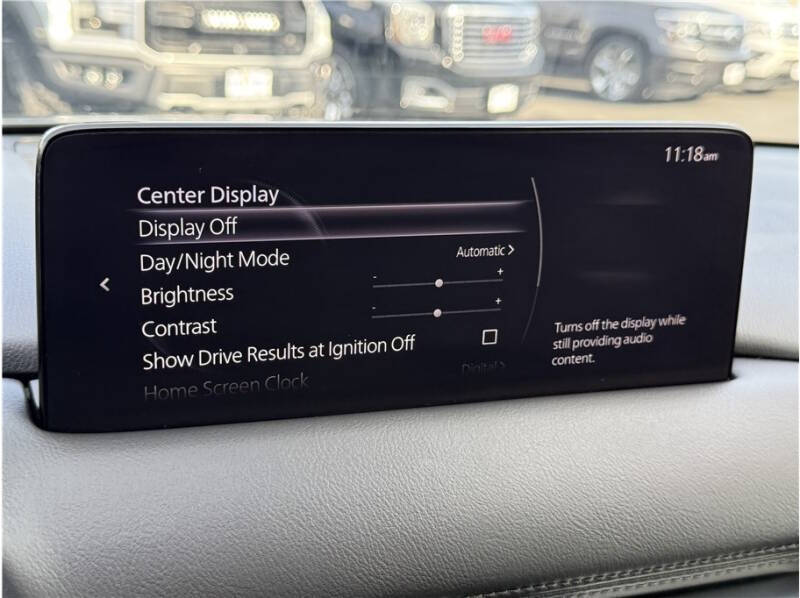 11:18am
Center Display
Display Off
Day/Night Mode Automatic >
Brightness - +
Contrast - +
Show Drive Results at Ignition Off
Home Screen Clock Digital >
<
Turns off the display while
still providing audio
content.